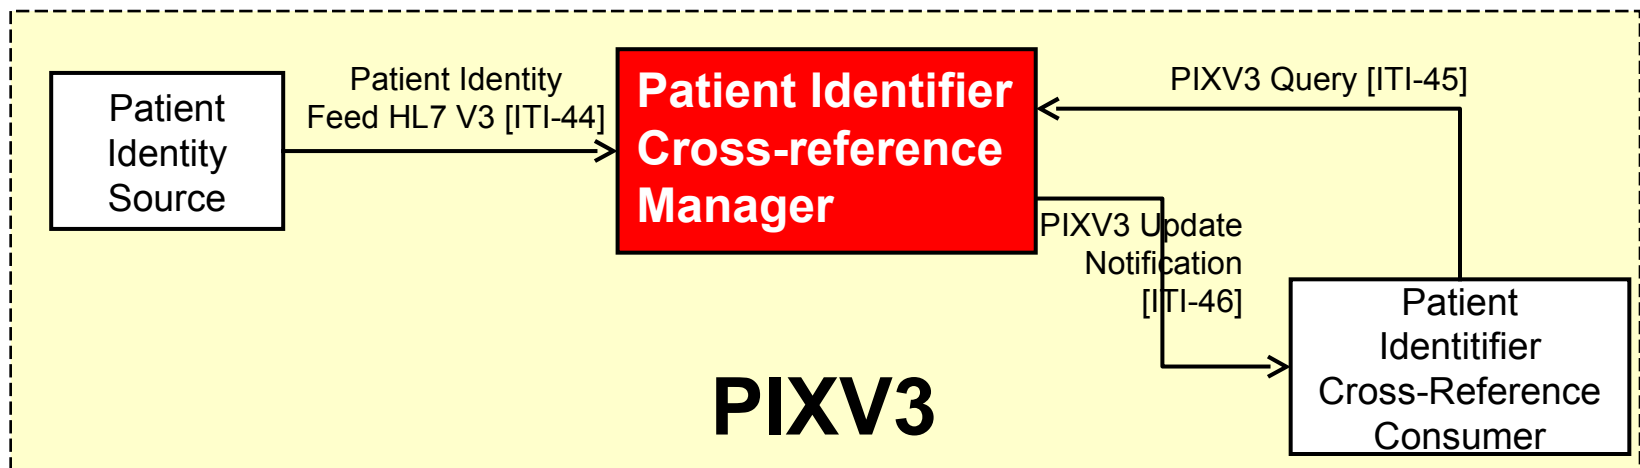 Patient
Identity
Source
Patient Identity
Feed HL7 V3 [ITI-44]
Patient Identifier
Cross-reference
Manager
PIXV3 Query [ITI-45]
PIXV3 Update
Notification
[ITI-46]
Patient
Identitifier
Cross-Reference
Consumer
PIXV3